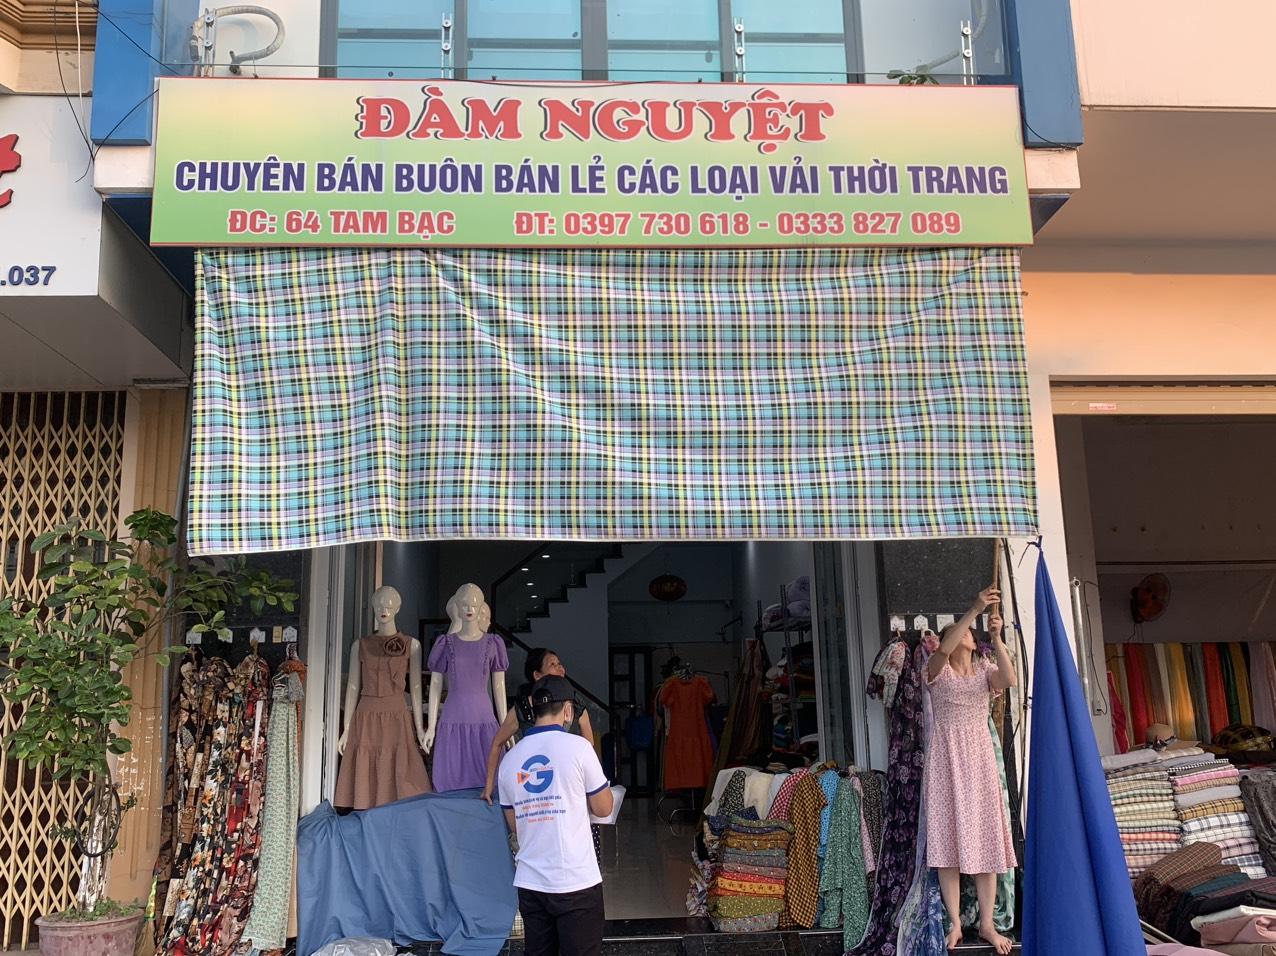 ĐÀM NGUYỆT
CHUYÊN BÁN BUÔN BÁN LẺ CÁC LOẠI VẢI THỜI TRANG
ĐC: 64 TAM BẠC ĐT: 0397 730 618 - 0333 827 089
.037
G